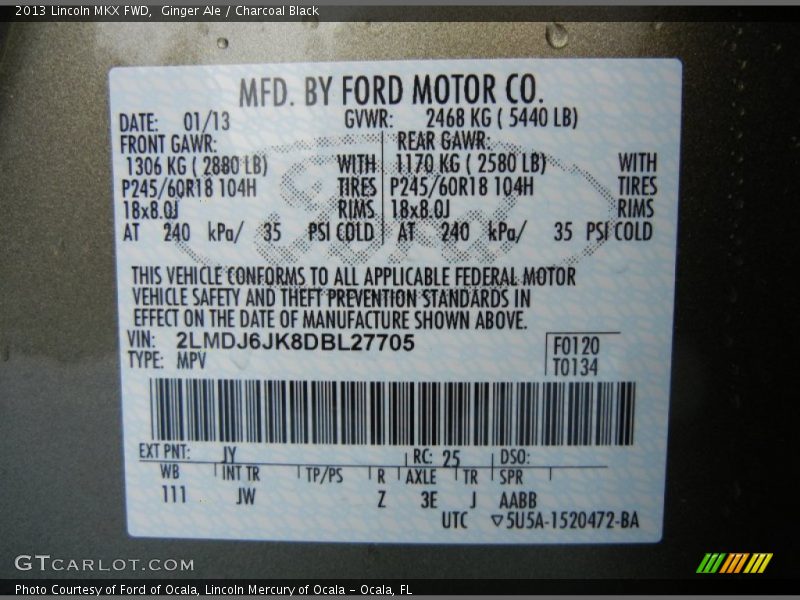 2013 Lincoln MKX FWD, Ginger Ale / Charcoal Black
MFD. BY FORD MOTOR CO.
DATE: 01/13 GVWR: 2468 KG ( 5440 LB)
FRONT GAWR: REAR GAWR:
1306 KG ( 2880 LB) WITH 1170 KG ( 2580 LB) WITH
P245/60R18 104H TIRES P245/60R18 104H TIRES
18x8.0J RIMS 18x8.0J RIMS
AT 240 kPa/ 35 PSI COLD AT 240 kPa/ 35 PSI COLD
THIS VEHICLE CONFORMS TO ALL APPLICABLE FEDERAL MOTOR
VEHICLE SAFETY AND THEFT PREVENTION STANDARDS IN
EFFECT ON THE DATE OF MANUFACTURE SHOWN ABOVE.
VIN: 2LMDJ6JK8DBL27705 F0120
TYPE: MPV T0134
EXT PNT: JY RC: 25 DSO:
WB INT TR TP/PS R AXLE TR SPR
111 JW Z 3E J AABB
UTC ▽5U5A-1520472-BA
GTCARLOT.COM
Photo Courtesy of Ford of Ocala, Lincoln Mercury of Ocala - Ocala, FL